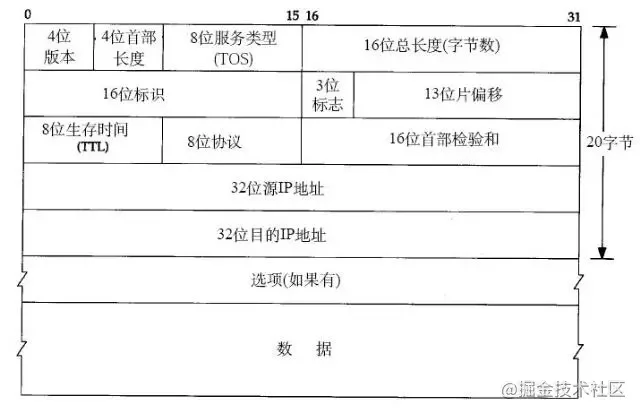 0 15 16 31
4位 4位首部 8位服务类型 16位总长度(字节数)
版本 长度 (TOS)
16位标识 3位 13位片偏移
标志
8位生存时间 8位协议 16位首部检验和 20字节
(TTL)
32位源IP地址
32位目的IP地址
选项(如果有)
数 据
@掘金技术社区